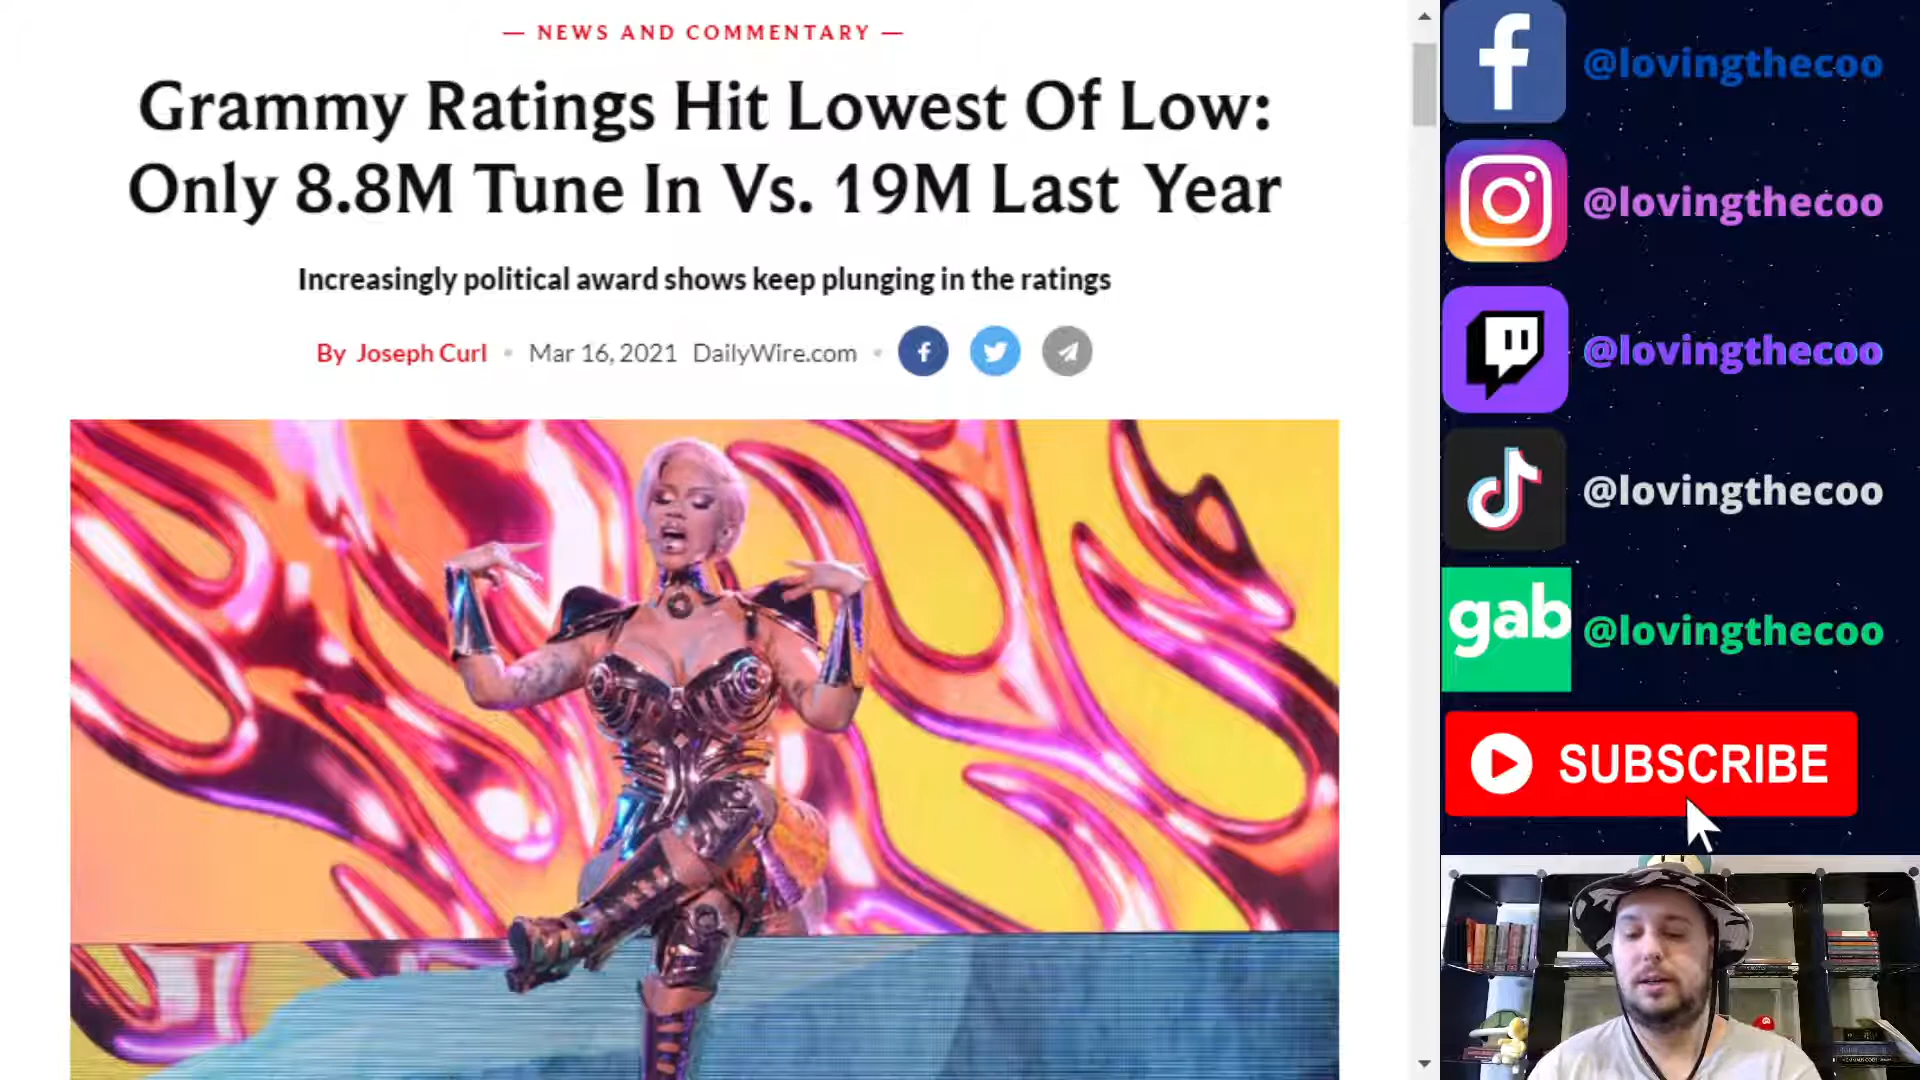 — NEWS AND COMMENTARY —
Grammy Ratings Hit Lowest Of Low:
Only 8.8M Tune In Vs. 19M Last Year
Increasingly political award shows keep plunging in the ratings
By Joseph Curl • Mar 16, 2021 DailyWire.com •
@lovingthecoo
@lovingthecoo
@lovingthecoo
@lovingthecoo
gab @lovingthecoo
SUBSCRIBE